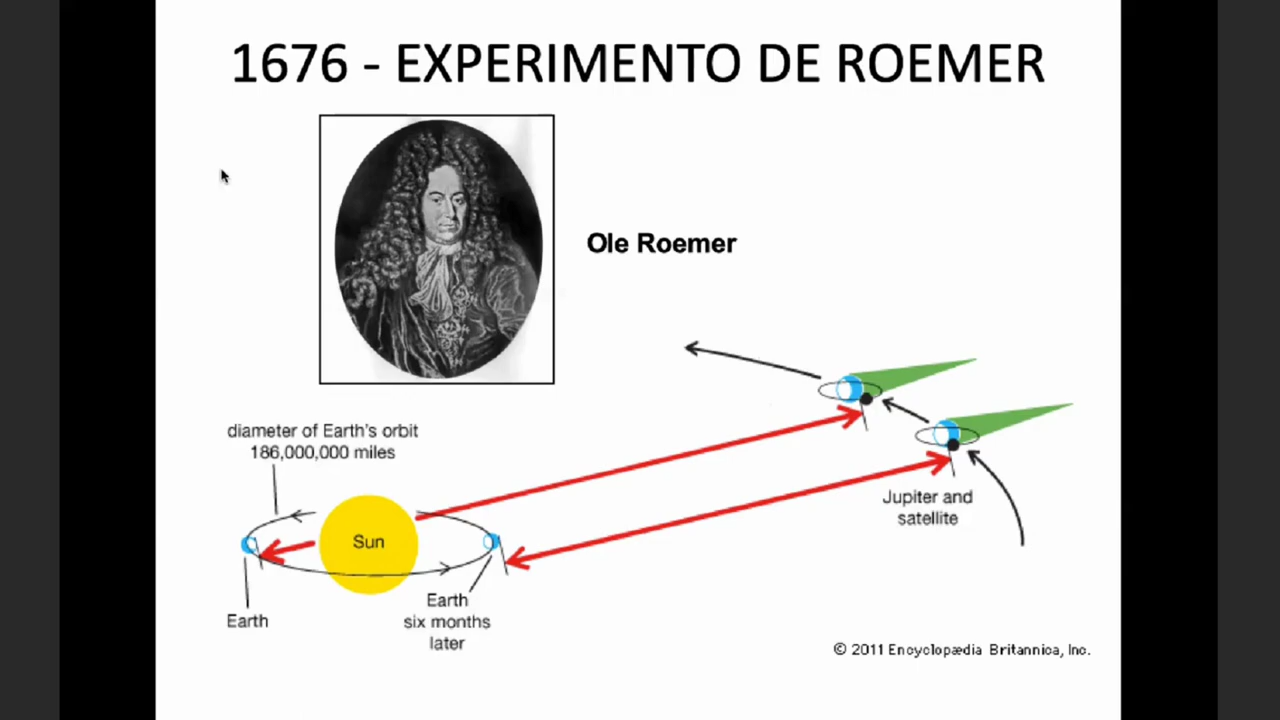 1676 - EXPERIMENTO DE ROEMER
Ole Roemer
diameter of Earth's orbit
186,000,000 miles
Sun
Jupiter and
satellite
Earth
Earth
six months
later
© 2011 Encyclopædia Britannica, Inc.